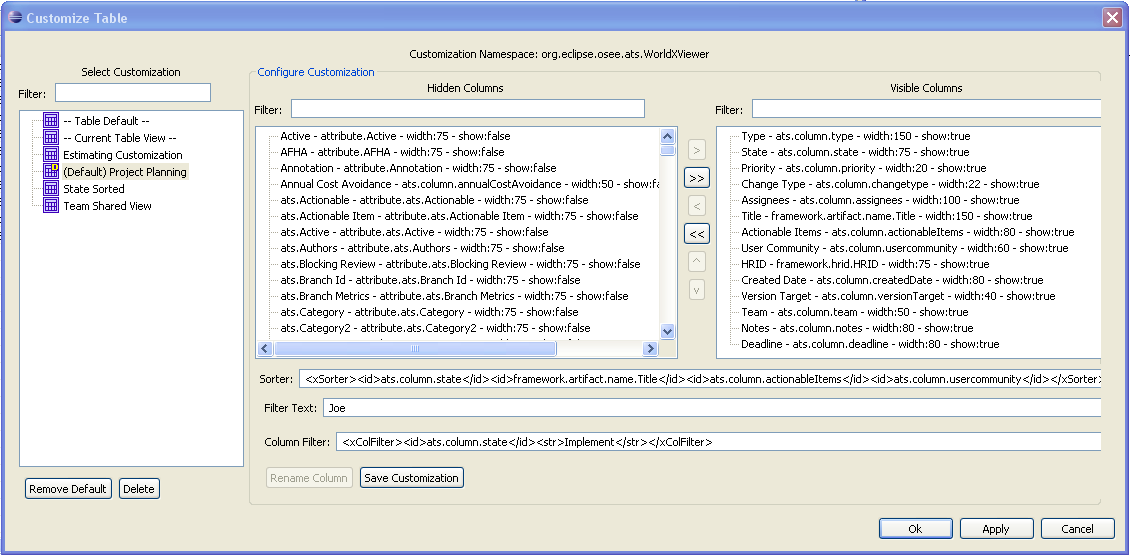 Customize Table
Customization Namespace: org.eclipse.osee.ats.WorldXViewer
Select Customization
Filter:
-- Table Default --
-- Current Table View --
Estimating Customization
(Default) Project Planning
State Sorted
Team Shared View
Remove Default
Delete
Configure Customization
Hidden Columns
Filter:
Active - attribute.Active - width:75 - show:false
AFHA - attribute.AFHA - width:75 - show:false
Annotation - attribute.Annotation - width:75 - show:false
Annual Cost Avoidance - ats.column.annualCostAvoidance - width:50 - show:fa
ats.Actionable - attribute.ats.Actionable - width:75 - show:false
ats.Actionable Item - attribute.ats.Actionable Item - width:75 - show:false
ats.Active - attribute.ats.Active - width:75 - show:false
ats.Authors - attribute.ats.Authors - width:75 - show:false
ats.Blocking Review - attribute.ats.Blocking Review - width:75 - show:false
ats.Branch Id - attribute.ats.Branch Id - width:75 - show:false
ats.Branch Metrics - attribute.ats.Branch Metrics - width:75 - show:false
ats.Category - attribute.ats.Category - width:75 - show:false
ats.Category2 - attribute.ats.Category2 - width:75 - show:false
>
>>
<
<<
^
v
Visible Columns
Filter:
Type - ats.column.type - width:150 - show:true
State - ats.column.state - width:75 - show:true
Priority - ats.column.priority - width:20 - show:true
Change Type - ats.column.changetype - width:22 - show:true
Assignees - ats.column.assignees - width:100 - show:true
Title - framework.artifact.name.Title - width:150 - show:true
Actionable Items - ats.column.actionableItems - width:80 - show:true
User Community - ats.column.usercommunity - width:60 - show:true
HRID - framework.hrid.HRID - width:75 - show:true
Created Date - ats.column.createdDate - width:80 - show:true
Version Target - ats.column.versionTarget - width:40 - show:true
Team - ats.column.team - width:50 - show:true
Notes - ats.column.notes - width:80 - show:true
Deadline - ats.column.deadline - width:80 - show:true
Sorter: <xSorter><id>ats.column.state</id><id>framework.artifact.name.Title</id><id>ats.column.actionableItems</id><id>ats.column.usercommunity</id></xSorter>
Filter Text: Joe
Column Filter: <xColFilter><id>ats.column.state</id><str>Implement</str></xColFilter>
Rename Column
Save Customization
Ok
Apply
Cancel